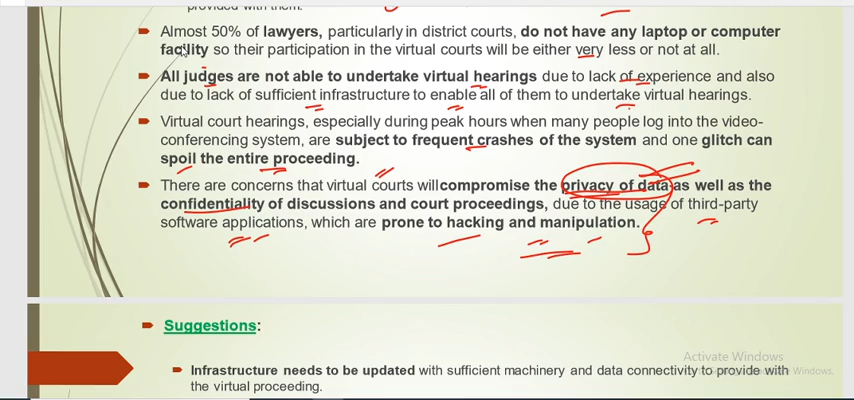 provided with them.
Almost 50% of lawyers, particularly in district courts, do not have any laptop or computer
facility so their participation in the virtual courts will be either very less or not at all.
All judges are not able to undertake virtual hearings due to lack of experience and also
due to lack of sufficient infrastructure to enable all of them to undertake virtual hearings.
Virtual court hearings, especially during peak hours when many people log into the video-
conferencing system, are subject to frequent crashes of the system and one glitch can
spoil the entire proceeding.
There are concerns that virtual courts willcompromise the privacy of data as well as the
confidentiality of discussions and court proceedings, due to the usage of third-party
software applications, which are prone to hacking and manipulation.
Suggestions:
Activate Windows
Infrastructure needs to be updated with sufficient machinery and data connectivity to provide with
Windows.
the virtual proceeding.